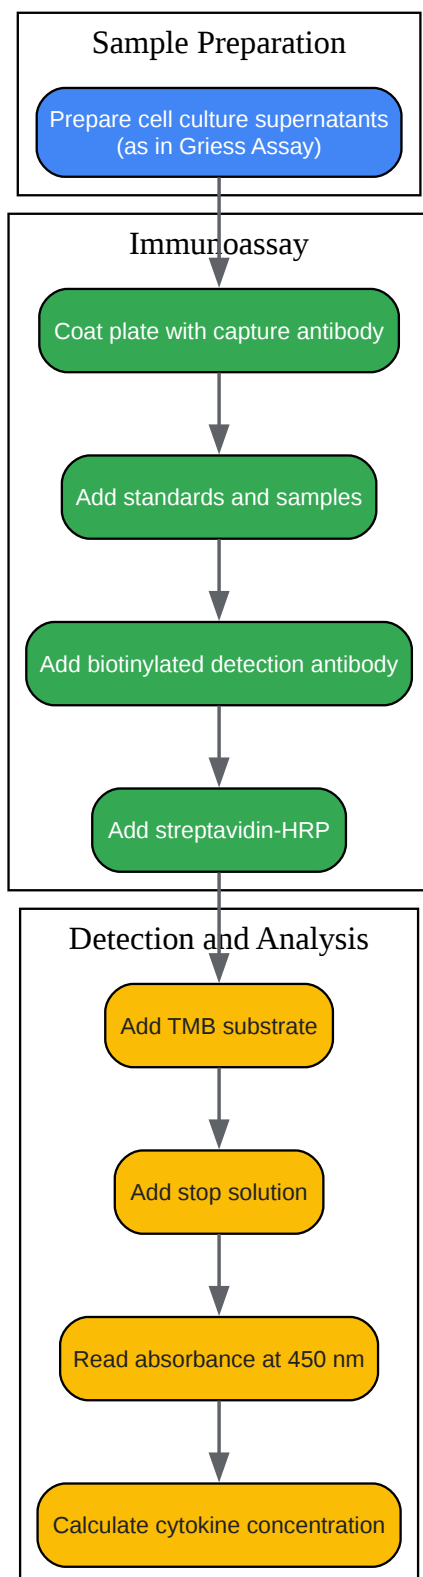 Sample Preparation
Prepare cell culture supernatants
(as in Griess Assay)
Immunoassay
Coat plate with capture antibody
Add standards and samples
Add biotinylated detection antibody
Add streptavidin-HRP
Detection and Analysis
Add TMB substrate
Add stop solution
Read absorbance at 450 nm
Calculate cytokine concentration